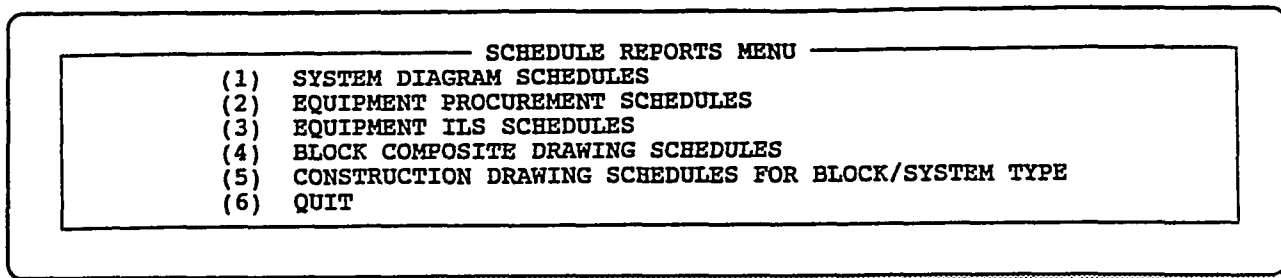 SCHEDULE REPORTS MENU
(1) SYSTEM DIAGRAM SCHEDULES
(2) EQUIPMENT PROCUREMENT SCHEDULES
(3) EQUIPMENT ILS SCHEDULES
(4) BLOCK COMPOSITE DRAWING SCHEDULES
(5) CONSTRUCTION DRAWING SCHEDULES FOR BLOCK/SYSTEM TYPE
(6) QUIT